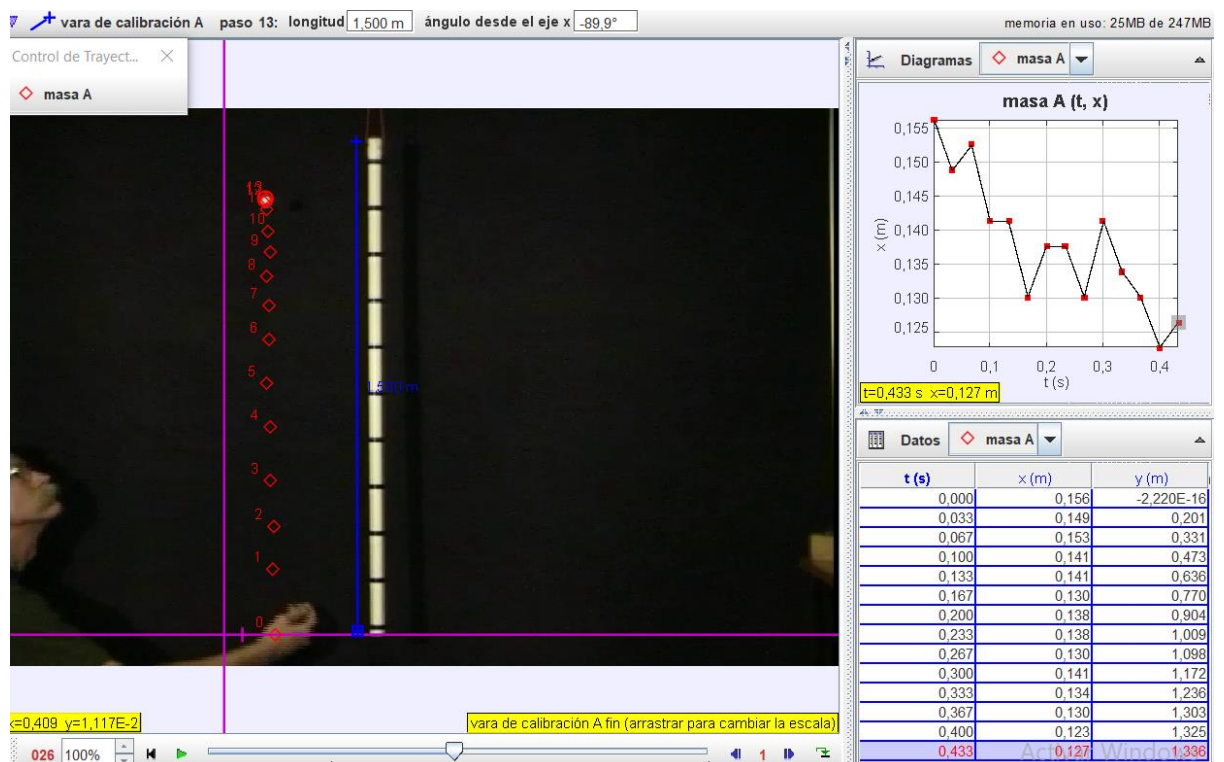 vara de calibración A paso 13: longitud 1,500 m ángulo desde el eje x -89,9°
memoria en uso: 25MB de 247MB
Control de Trayect...
masa A
10
9
8
7
6
5
4
3
2
1
0
1,500 m
x=0,409 y=1,117E-2
vara de calibración A fin (arrastrar para cambiar la escala)
026 100%
1
Diagramas masa A
masa A (t, x)
0,155
0,150
0,145
0,140
0,135
0,130
0,125
x (m)
0 0,1 0,2 0,3 0,4
t (s)
t=0,433 s x=0,127 m
Datos masa A
t (s) x (m) y (m)
0,000 0,156 -2,220E-16
0,033 0,149 0,201
0,067 0,153 0,331
0,100 0,141 0,473
0,133 0,141 0,636
0,167 0,130 0,770
0,200 0,138 0,904
0,233 0,138 1,009
0,267 0,130 1,098
0,300 0,141 1,172
0,333 0,134 1,236
0,367 0,130 1,303
0,400 0,123 1,325
0,433 0,127 1,336